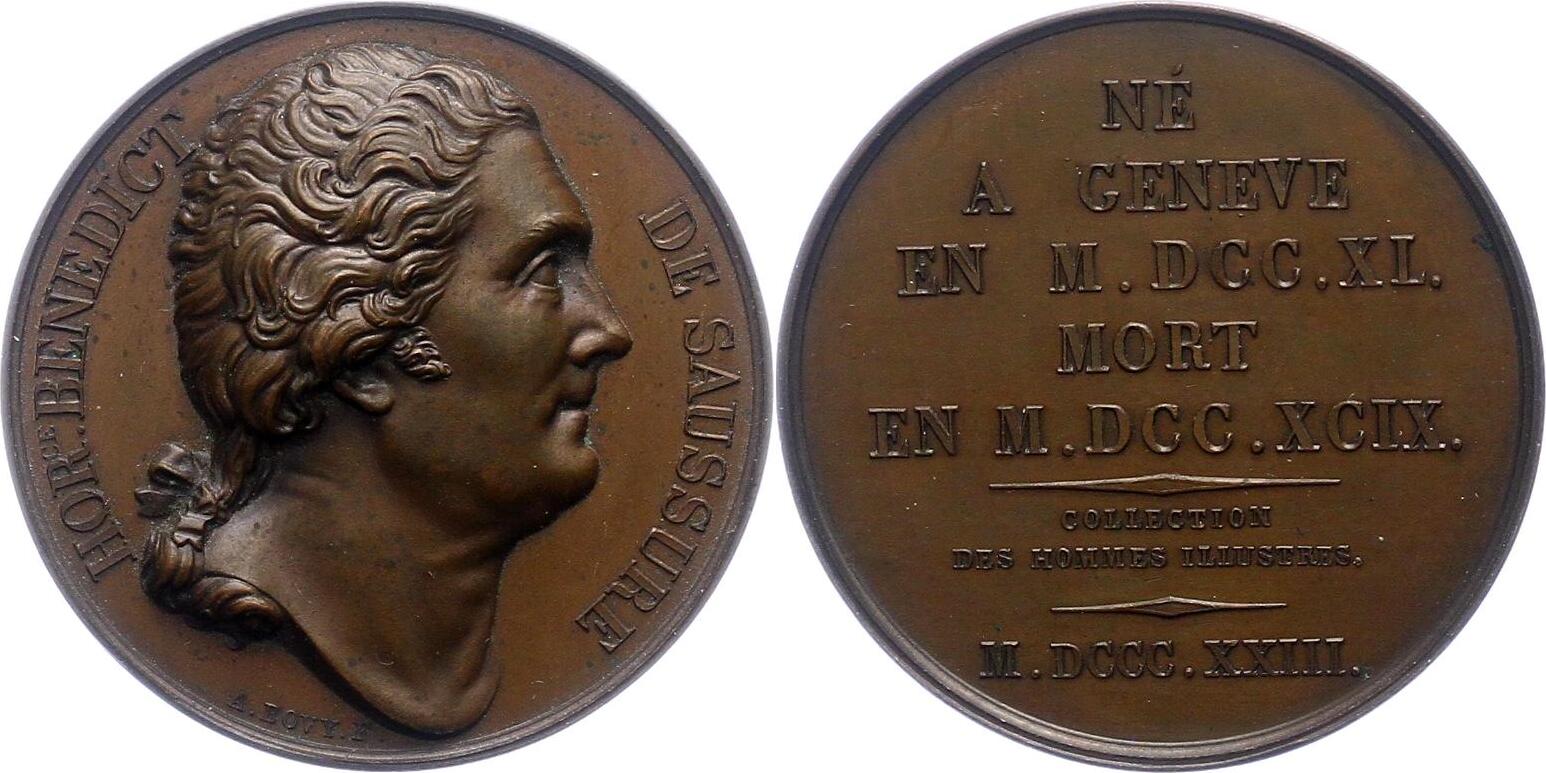 HOR.CE BENEDICT
DE SAUSSURE
A. BOVY. F
NÉ
A GENEVE
EN M.DCC.XL.
MORT
EN M.DCC.XCIX.
COLLECTION
DES HOMMES ILLUSTRES.
M.DCCC.XXIII.